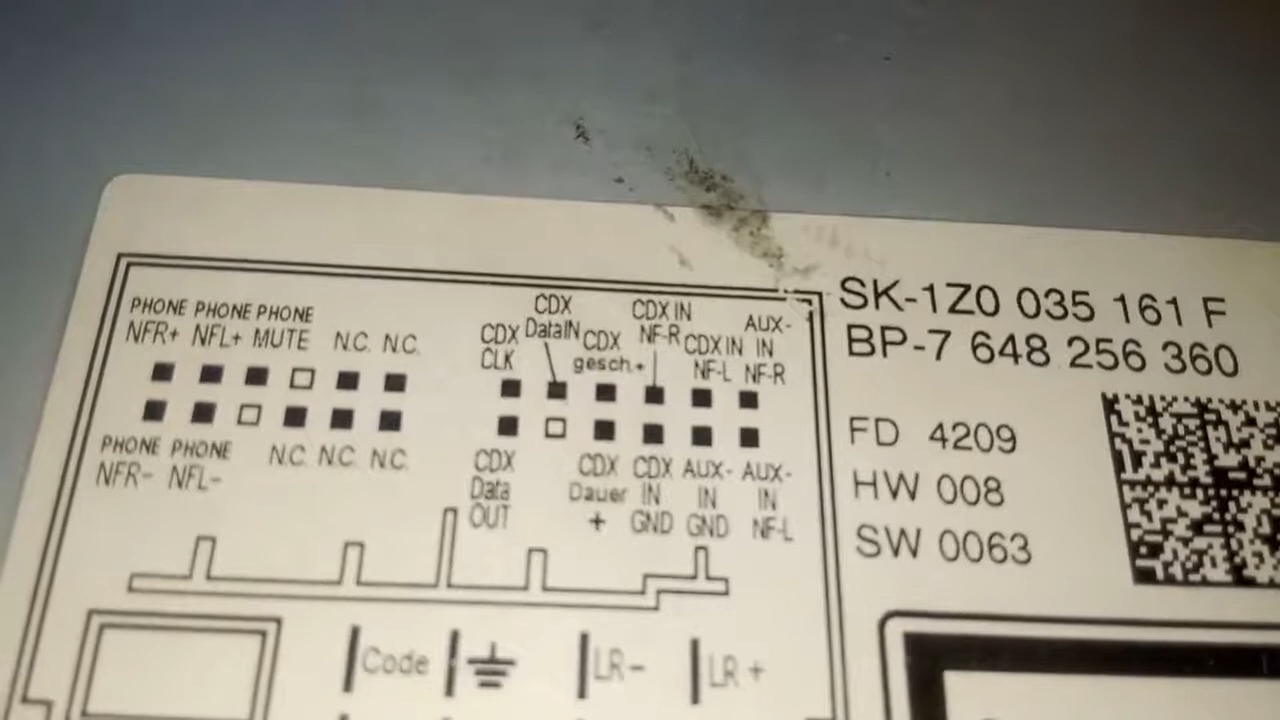 PHONE PHONE PHONE
NFR+ NFL+ MUTE N.C. N.C.
PHONE PHONE
NFR- NFL-
N.C. N.C. N.C.
CDX
CLK
CDX
DataIN
CDX
gesch.+
CDX IN
NF-R
CDX IN
NF-L
AUX-
IN
NF-R
CDX
Data
OUT
CDX
Dauer
+
CDX
IN
GND
AUX-
IN
GND
AUX-
IN
NF-L
Code
LR-
LR+
SK-1Z0 035 161 F
BP-7 648 256 360
FD 4209
HW 008
SW 0063